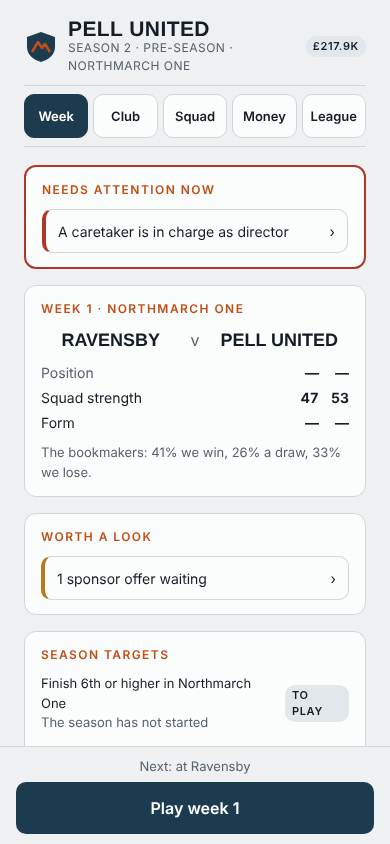 PELL UNITED
SEASON 2 · PRE-SEASON ·
NORTHMARCH ONE
£217.9K
Week
Club
Squad
Money
League
NEEDS ATTENTION NOW
A caretaker is in charge as director ›
WEEK 1 · NORTHMARCH ONE
RAVENSBY v PELL UNITED
Position — —
Squad strength 47 53
Form — —
The bookmakers: 41% we win, 26% a draw, 33%
we lose.
WORTH A LOOK
1 sponsor offer waiting ›
SEASON TARGETS
Finish 6th or higher in Northmarch
One
The season has not started
TO
PLAY
Next: at Ravensby
Play week 1